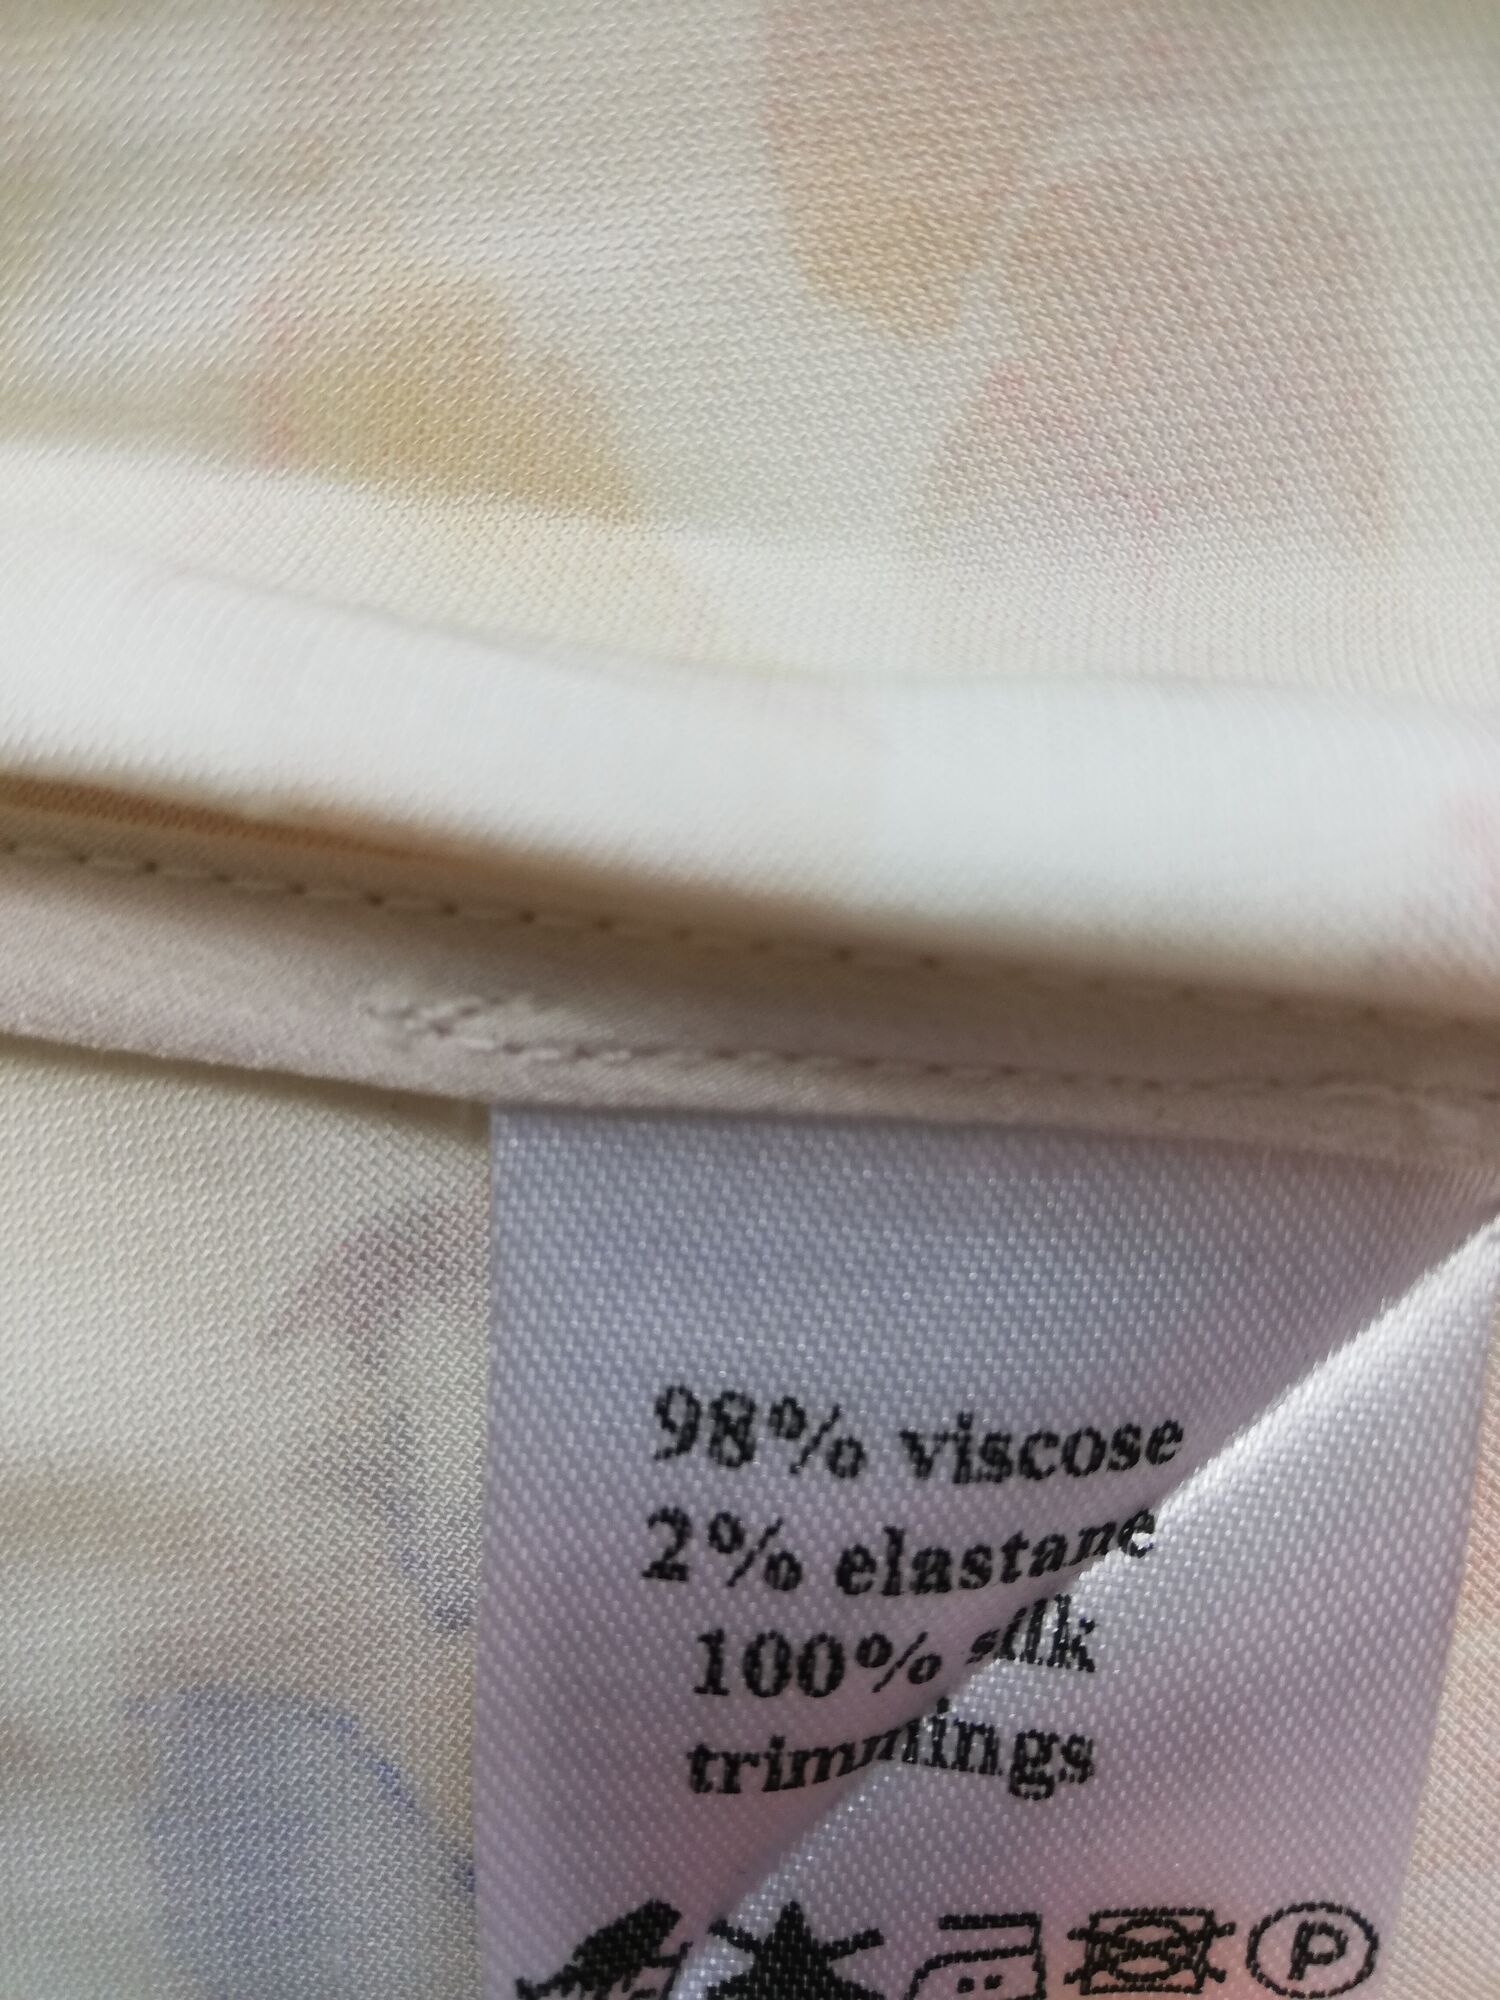 98% viscose
2% elastane
100% silk
trimmings
P